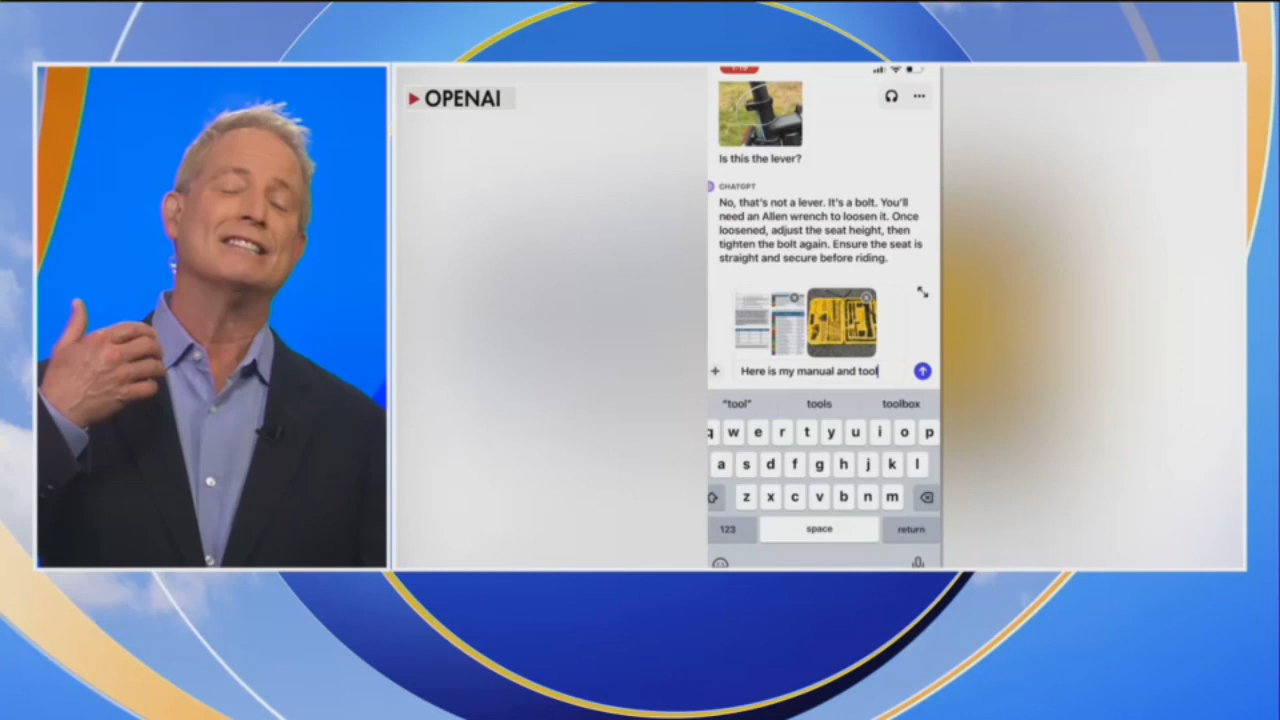 OPENAI
Is this the lever?
CHATGPT
No, that's not a lever. It's a bolt. You'll
need an Allen wrench to loosen it. Once
loosened, adjust the seat height, then
tighten the bolt again. Ensure the seat is
straight and secure before riding.
Here is my manual and tool
"tool" tools toolbox
q w e r t y u i o p
a s d f g h j k l
z x c v b n m
123 space return